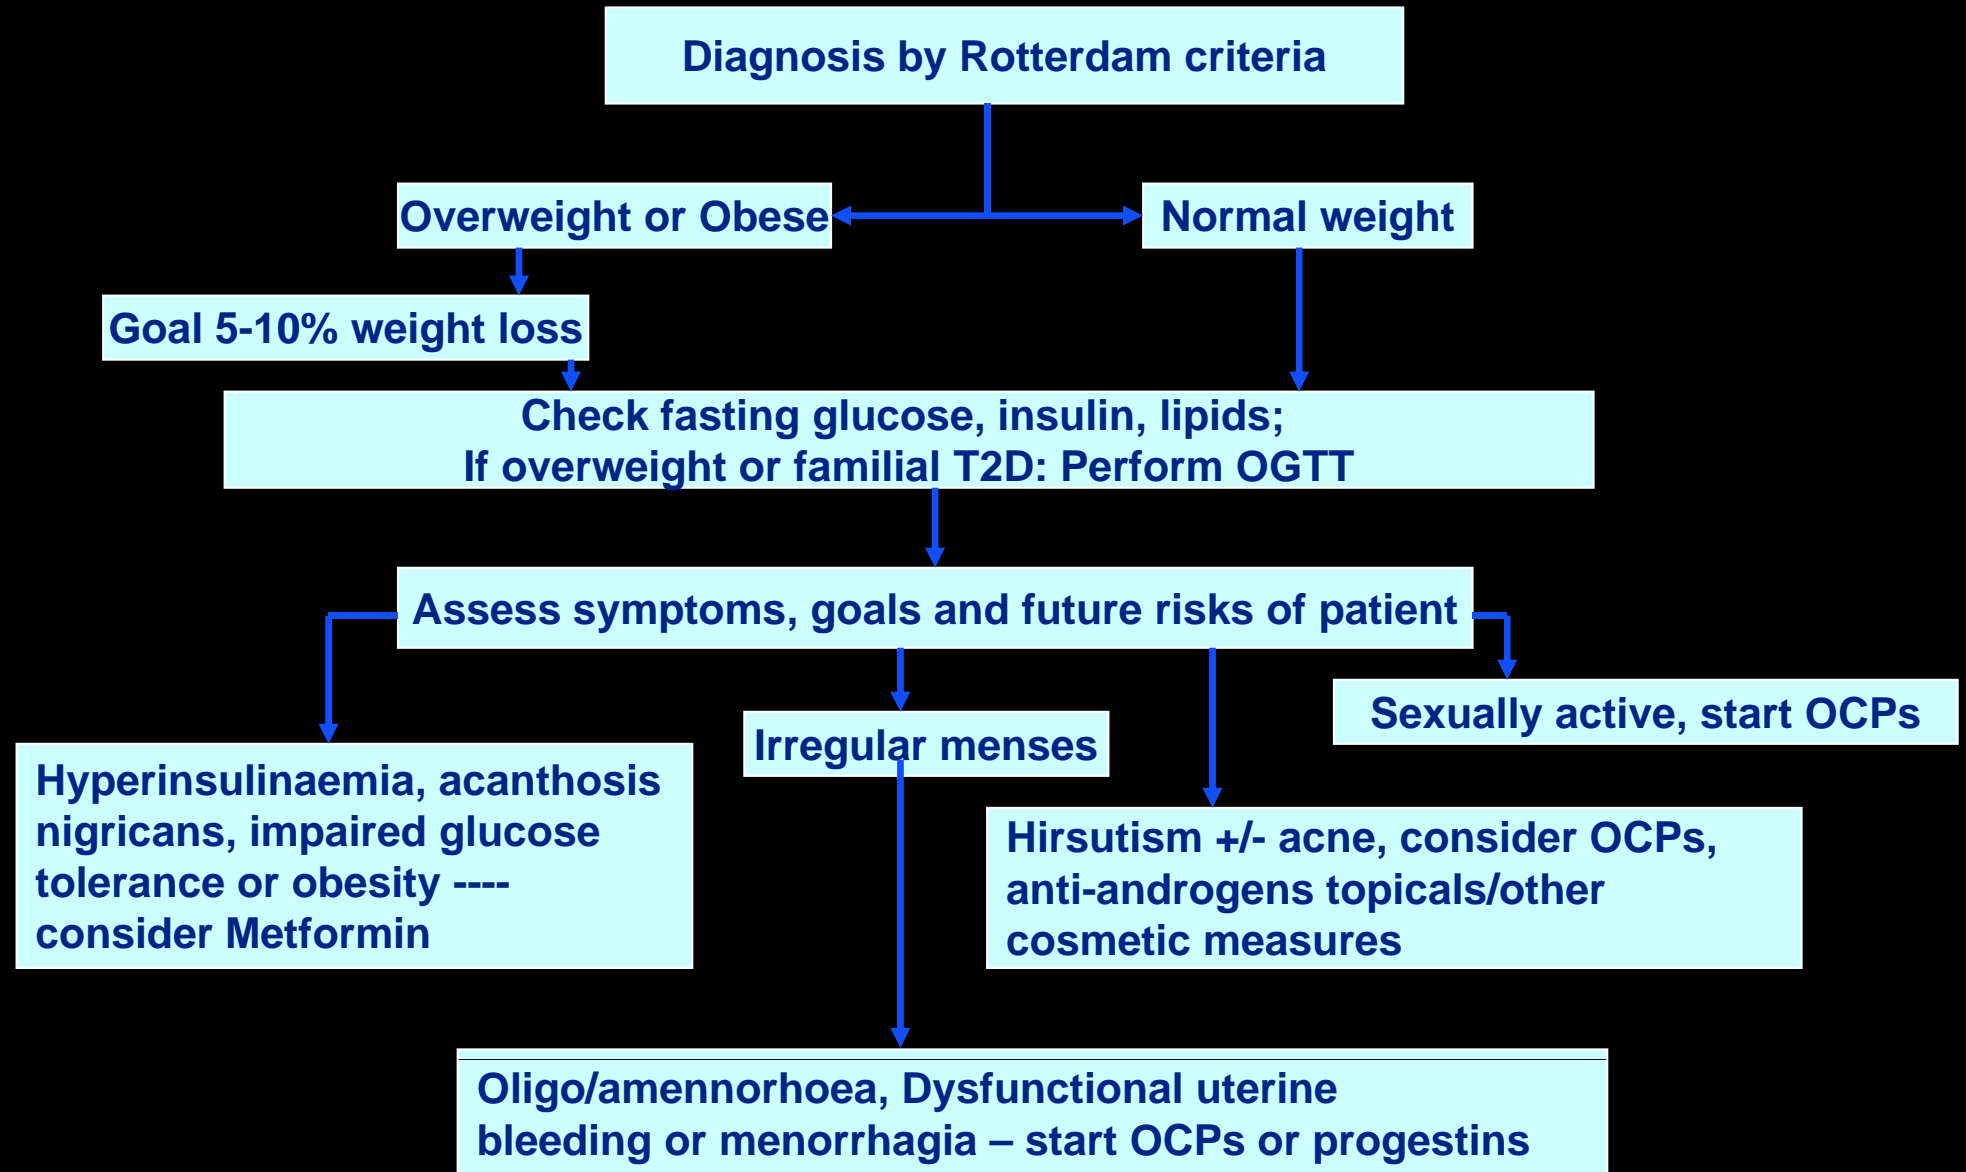 Diagnosis by Rotterdam criteria
Overweight or Obese
Normal weight
Goal 5-10% weight loss
Check fasting glucose, insulin, lipids;
If overweight or familial T2D: Perform OGTT
Assess symptoms, goals and future risks of patient
Sexually active, start OCPs
Irregular menses
Hyperinsulinaemia, acanthosis
nigricans, impaired glucose
tolerance or obesity ----
consider Metformin
Hirsutism +/- acne, consider OCPs,
anti-androgens topicals/other
cosmetic measures
Oligo/amennorhoea, Dysfunctional uterine
bleeding or menorrhagia – start OCPs or progestins